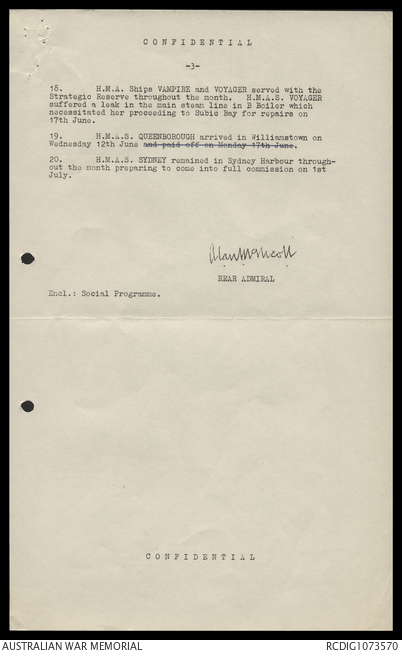 CONFIDENTIAL
-3-
18. H.M.A. Ships VAMPIRE and VOYAGER served with the
Strategic Reserve throughout the month. H.M.A.S. VOYAGER
suffered a leak in the main steam line in B Boiler which
necessitated her proceeding to Subic Bay for repairs on
17th June.
19. H.M.A.S. QUEENBOROUGH arrived in Williamstown on
Wednesday 12th June and paid off on Monday 17th June.
20. H.M.A.S. SYDNEY remained in Sydney Harbour through-
out the month preparing to come into full commission on 1st
July.
Alan McNicoll
REAR ADMIRAL
Encl.: Social Programme.
CONFIDENTIAL
AUSTRALIAN WAR MEMORIAL
RCDIG1073570